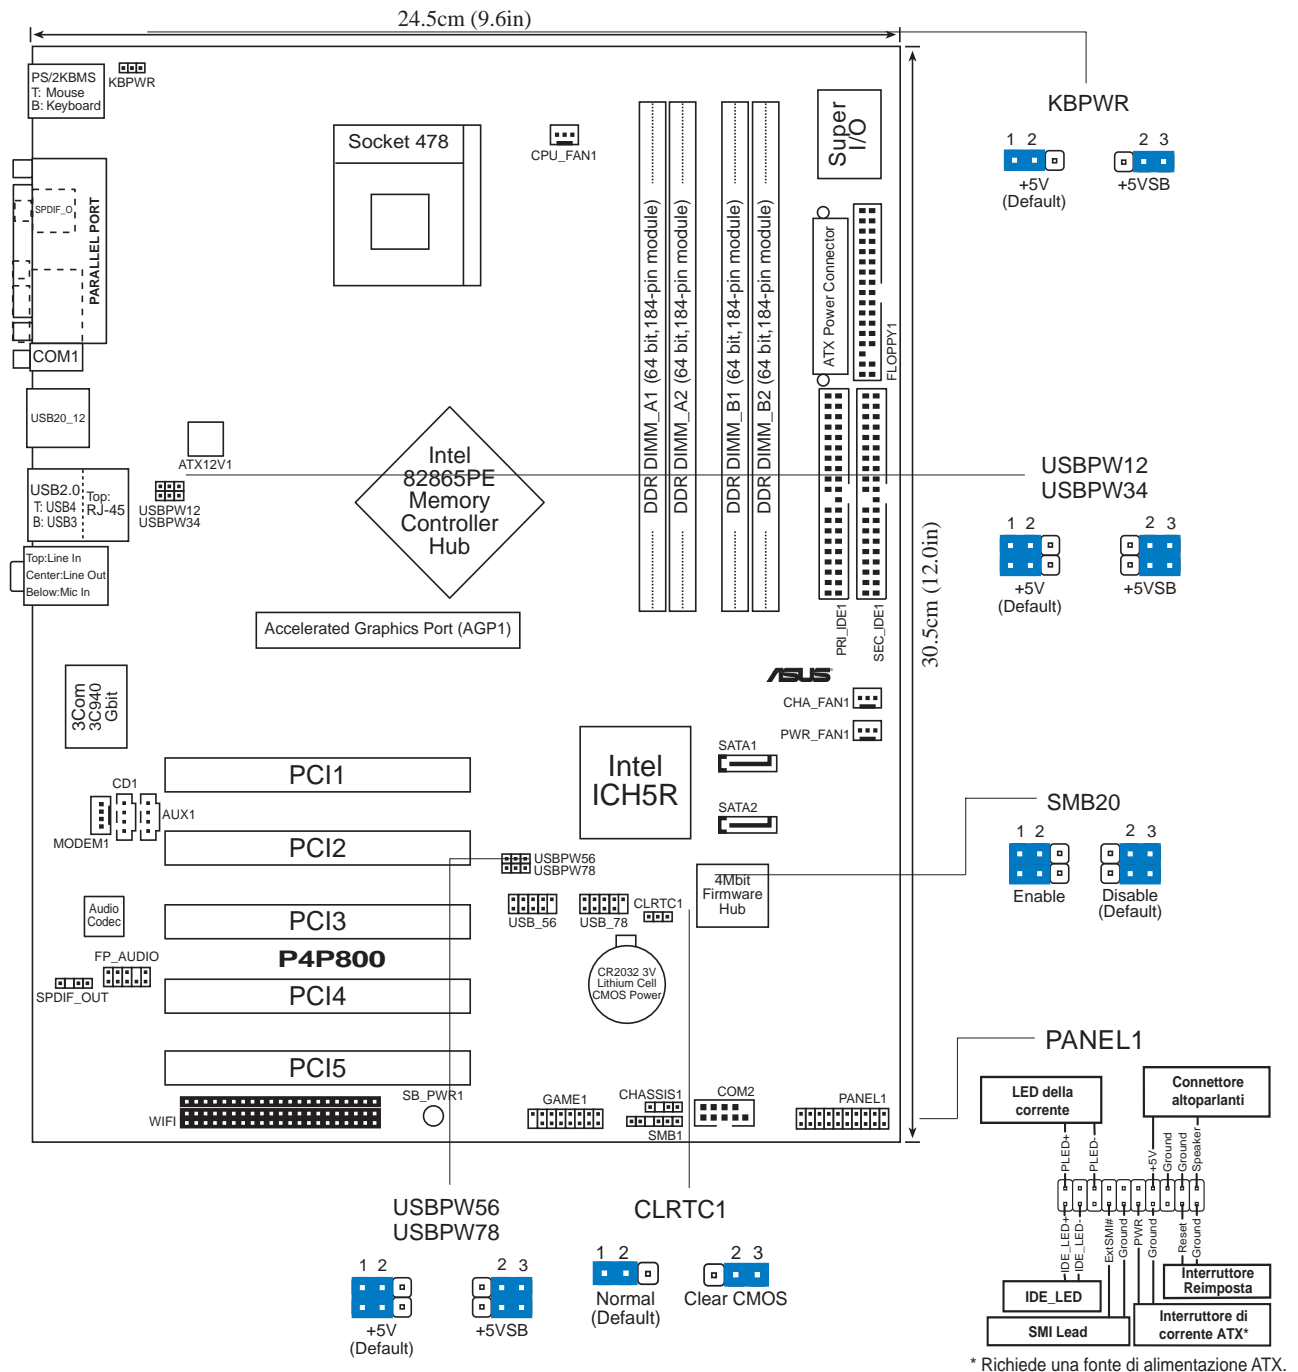 24.5cm (9.6in)
PS/2KBMS
T: Mouse
B: Keyboard
KBPWR
Socket 478
CPU_FAN1
Super
I/O
KBPWR
1 2
2 3
+5V
(Default)
+5VSB
SPDIF_O
PARALLEL PORT
COM1
DDR DIMM_A1 (64 bit,184-pin module)
DDR DIMM_A2 (64 bit,184-pin module)
DDR DIMM_B1 (64 bit,184-pin module)
DDR DIMM_B2 (64 bit,184-pin module)
ATX Power Connector
FLOPPY1
USB20_12
ATX12V1
Intel
82865PE
Memory
Controller
Hub
USB2.0
T: USB4
B: USB3
Top:
RJ-45
USBPW12
USBPW34
USBPW12
USBPW34
1 2
2 3
+5V
(Default)
+5VSB
Top:Line In
Center:Line Out
Below:Mic In
Accelerated Graphics Port (AGP1)
PRI_IDE1
SEC_IDE1
30.5cm (12.0in)
ASUS
3Com
3C940
Gbit
CHA_FAN1
PWR_FAN1
Intel
ICH5R
SATA1
SATA2
PCI1
CD1
AUX1
MODEM1
PCI2
USBPW56
USBPW78
SMB20
1 2
2 3
Enable
Disable
(Default)
4Mbit
Firmware
Hub
Audio
Codec
PCI3
USB_56
USB_78
CLRTC1
P4P800
FP_AUDIO
SPDIF_OUT
PCI4
CR2032 3V
Lithium Cell
CMOS Power
PCI5
WIFI
SB_PWR1
GAME1
CHASSIS1
SMB1
COM2
PANEL1
PANEL1
LED della
corrente
Connettore
altoparlanti
PLED+
PLED-
+5V
Ground
Ground
Speaker
IDE_LED+
IDE_LED-
ExtSMI#
Ground
PWR
Ground
Reset
Ground
IDE_LED
SMI Lead
Interruttore
Reimposta
Interruttore di
corrente ATX*
* Richiede una fonte di alimentazione ATX.
USBPW56
USBPW78
1 2
2 3
+5V
(Default)
+5VSB
CLRTC1
1 2
2 3
Normal
(Default)
Clear CMOS